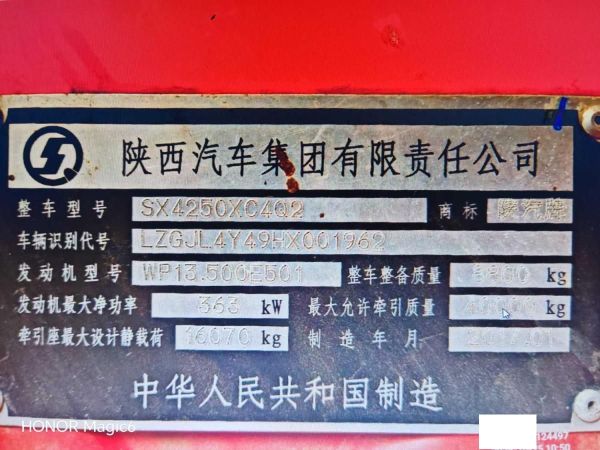 陕西汽车集团有限责任公司
整车型号 SX4250XC4Q2 商标 陕汽牌
车辆识别代号 LZGJL4Y49HX001962
发动机型号 WP13.500E501 整车整备质量 8800 kg
发动机最大净功率 363 kW 最大允许牵引质量 kg
牵引座最大设计静载荷 16070 kg 制造年月
中华人民共和国制造
HONOR Magic6
124497
10:50